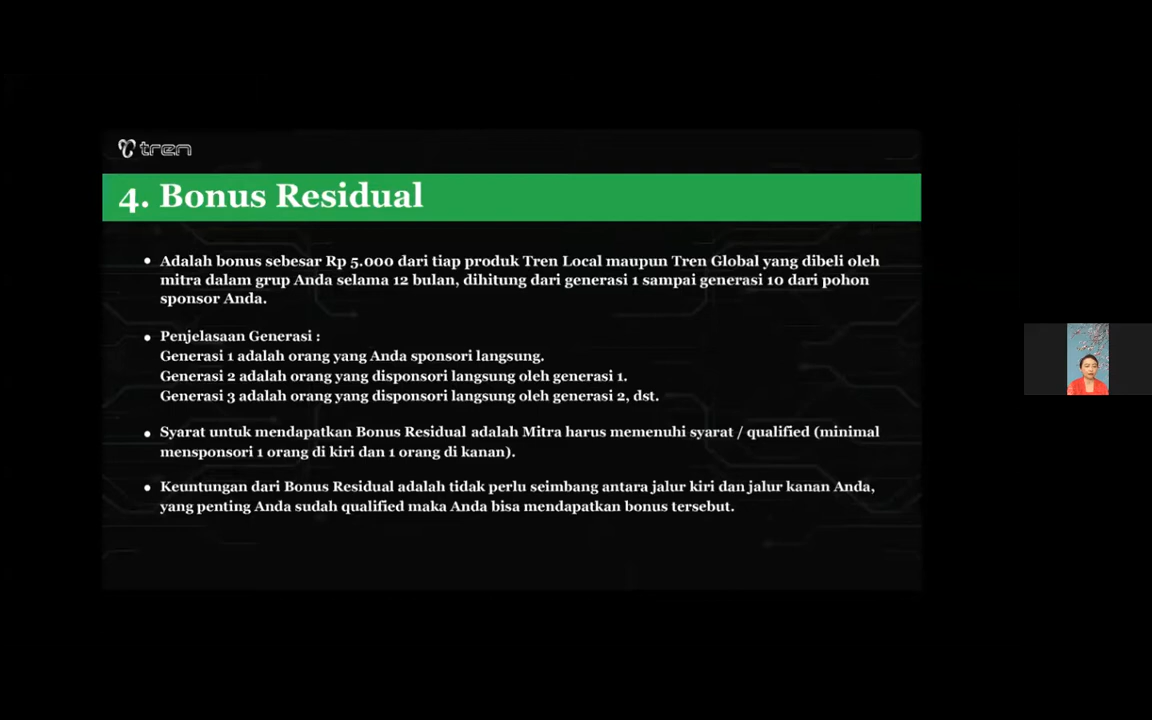 tren
4. Bonus Residual
• Adalah bonus sebesar Rp 5.000 dari tiap produk Tren Local maupun Tren Global yang dibeli oleh
mitra dalam grup Anda selama 12 bulan, dihitung dari generasi 1 sampai generasi 10 dari pohon
sponsor Anda.
• Penjelasaan Generasi :
Generasi 1 adalah orang yang Anda sponsori langsung.
Generasi 2 adalah orang yang disponsori langsung oleh generasi 1.
Generasi 3 adalah orang yang disponsori langsung oleh generasi 2, dst.
• Syarat untuk mendapatkan Bonus Residual adalah Mitra harus memenuhi syarat / qualified (minimal
mensponsori 1 orang di kiri dan 1 orang di kanan).
• Keuntungan dari Bonus Residual adalah tidak perlu seimbang antara jalur kiri dan jalur kanan Anda,
yang penting Anda sudah qualified maka Anda bisa mendapatkan bonus tersebut.